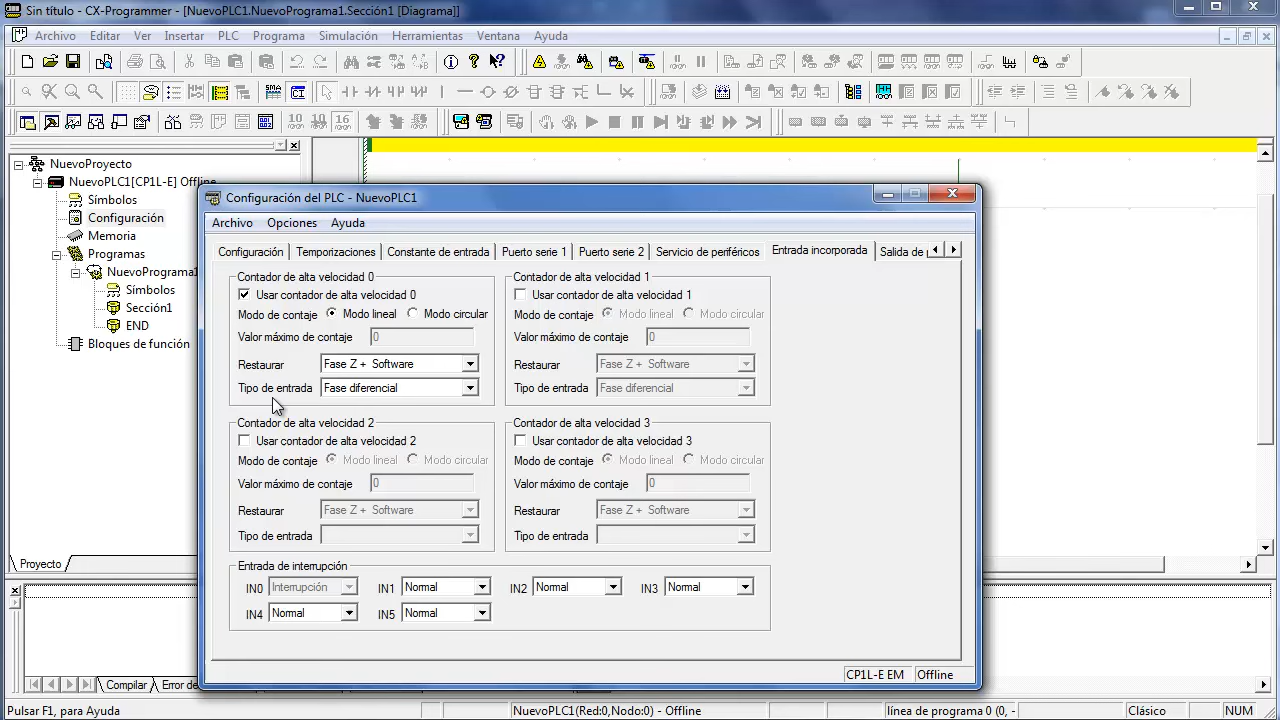 Sin título - CX-Programmer - [NuevoPLC1.NuevoPrograma1.Sección1 [Diagrama]]
Archivo Editar Ver Insertar PLC Programa Simulación Herramientas Ventana Ayuda
NuevoProyecto
NuevoPLC1[CP1L-E] Offline
Símbolos
Configuración
Memoria
Programas
NuevoPrograma1
Símbolos
Sección1
END
Bloques de función
Proyecto
Configuración del PLC - NuevoPLC1
Archivo Opciones Ayuda
Configuración Temporizaciones Constante de entrada Puerto serie 1 Puerto serie 2 Servicio de periféricos Entrada incorporada Salida de
Contador de alta velocidad 0
Usar contador de alta velocidad 0
Modo de contaje Modo lineal Modo circular
Valor máximo de contaje 0
Restaurar Fase Z + Software
Tipo de entrada Fase diferencial
Contador de alta velocidad 1
Usar contador de alta velocidad 1
Modo de contaje Modo lineal Modo circular
Valor máximo de contaje 0
Restaurar Fase Z + Software
Tipo de entrada Fase diferencial
Contador de alta velocidad 2
Usar contador de alta velocidad 2
Modo de contaje Modo lineal Modo circular
Valor máximo de contaje 0
Restaurar Fase Z + Software
Tipo de entrada
Contador de alta velocidad 3
Usar contador de alta velocidad 3
Modo de contaje Modo lineal Modo circular
Valor máximo de contaje 0
Restaurar Fase Z + Software
Tipo de entrada
Entrada de interrupción
IN0 Interrupción IN1 Normal IN2 Normal IN3 Normal
IN4 Normal IN5 Normal
CP1L-E EM Offline
Compilar Error de
Pulsar F1, para Ayuda NuevoPLC1(Red:0,Nodo:0) - Offline línea de programa 0 (0, - Clásico NUM